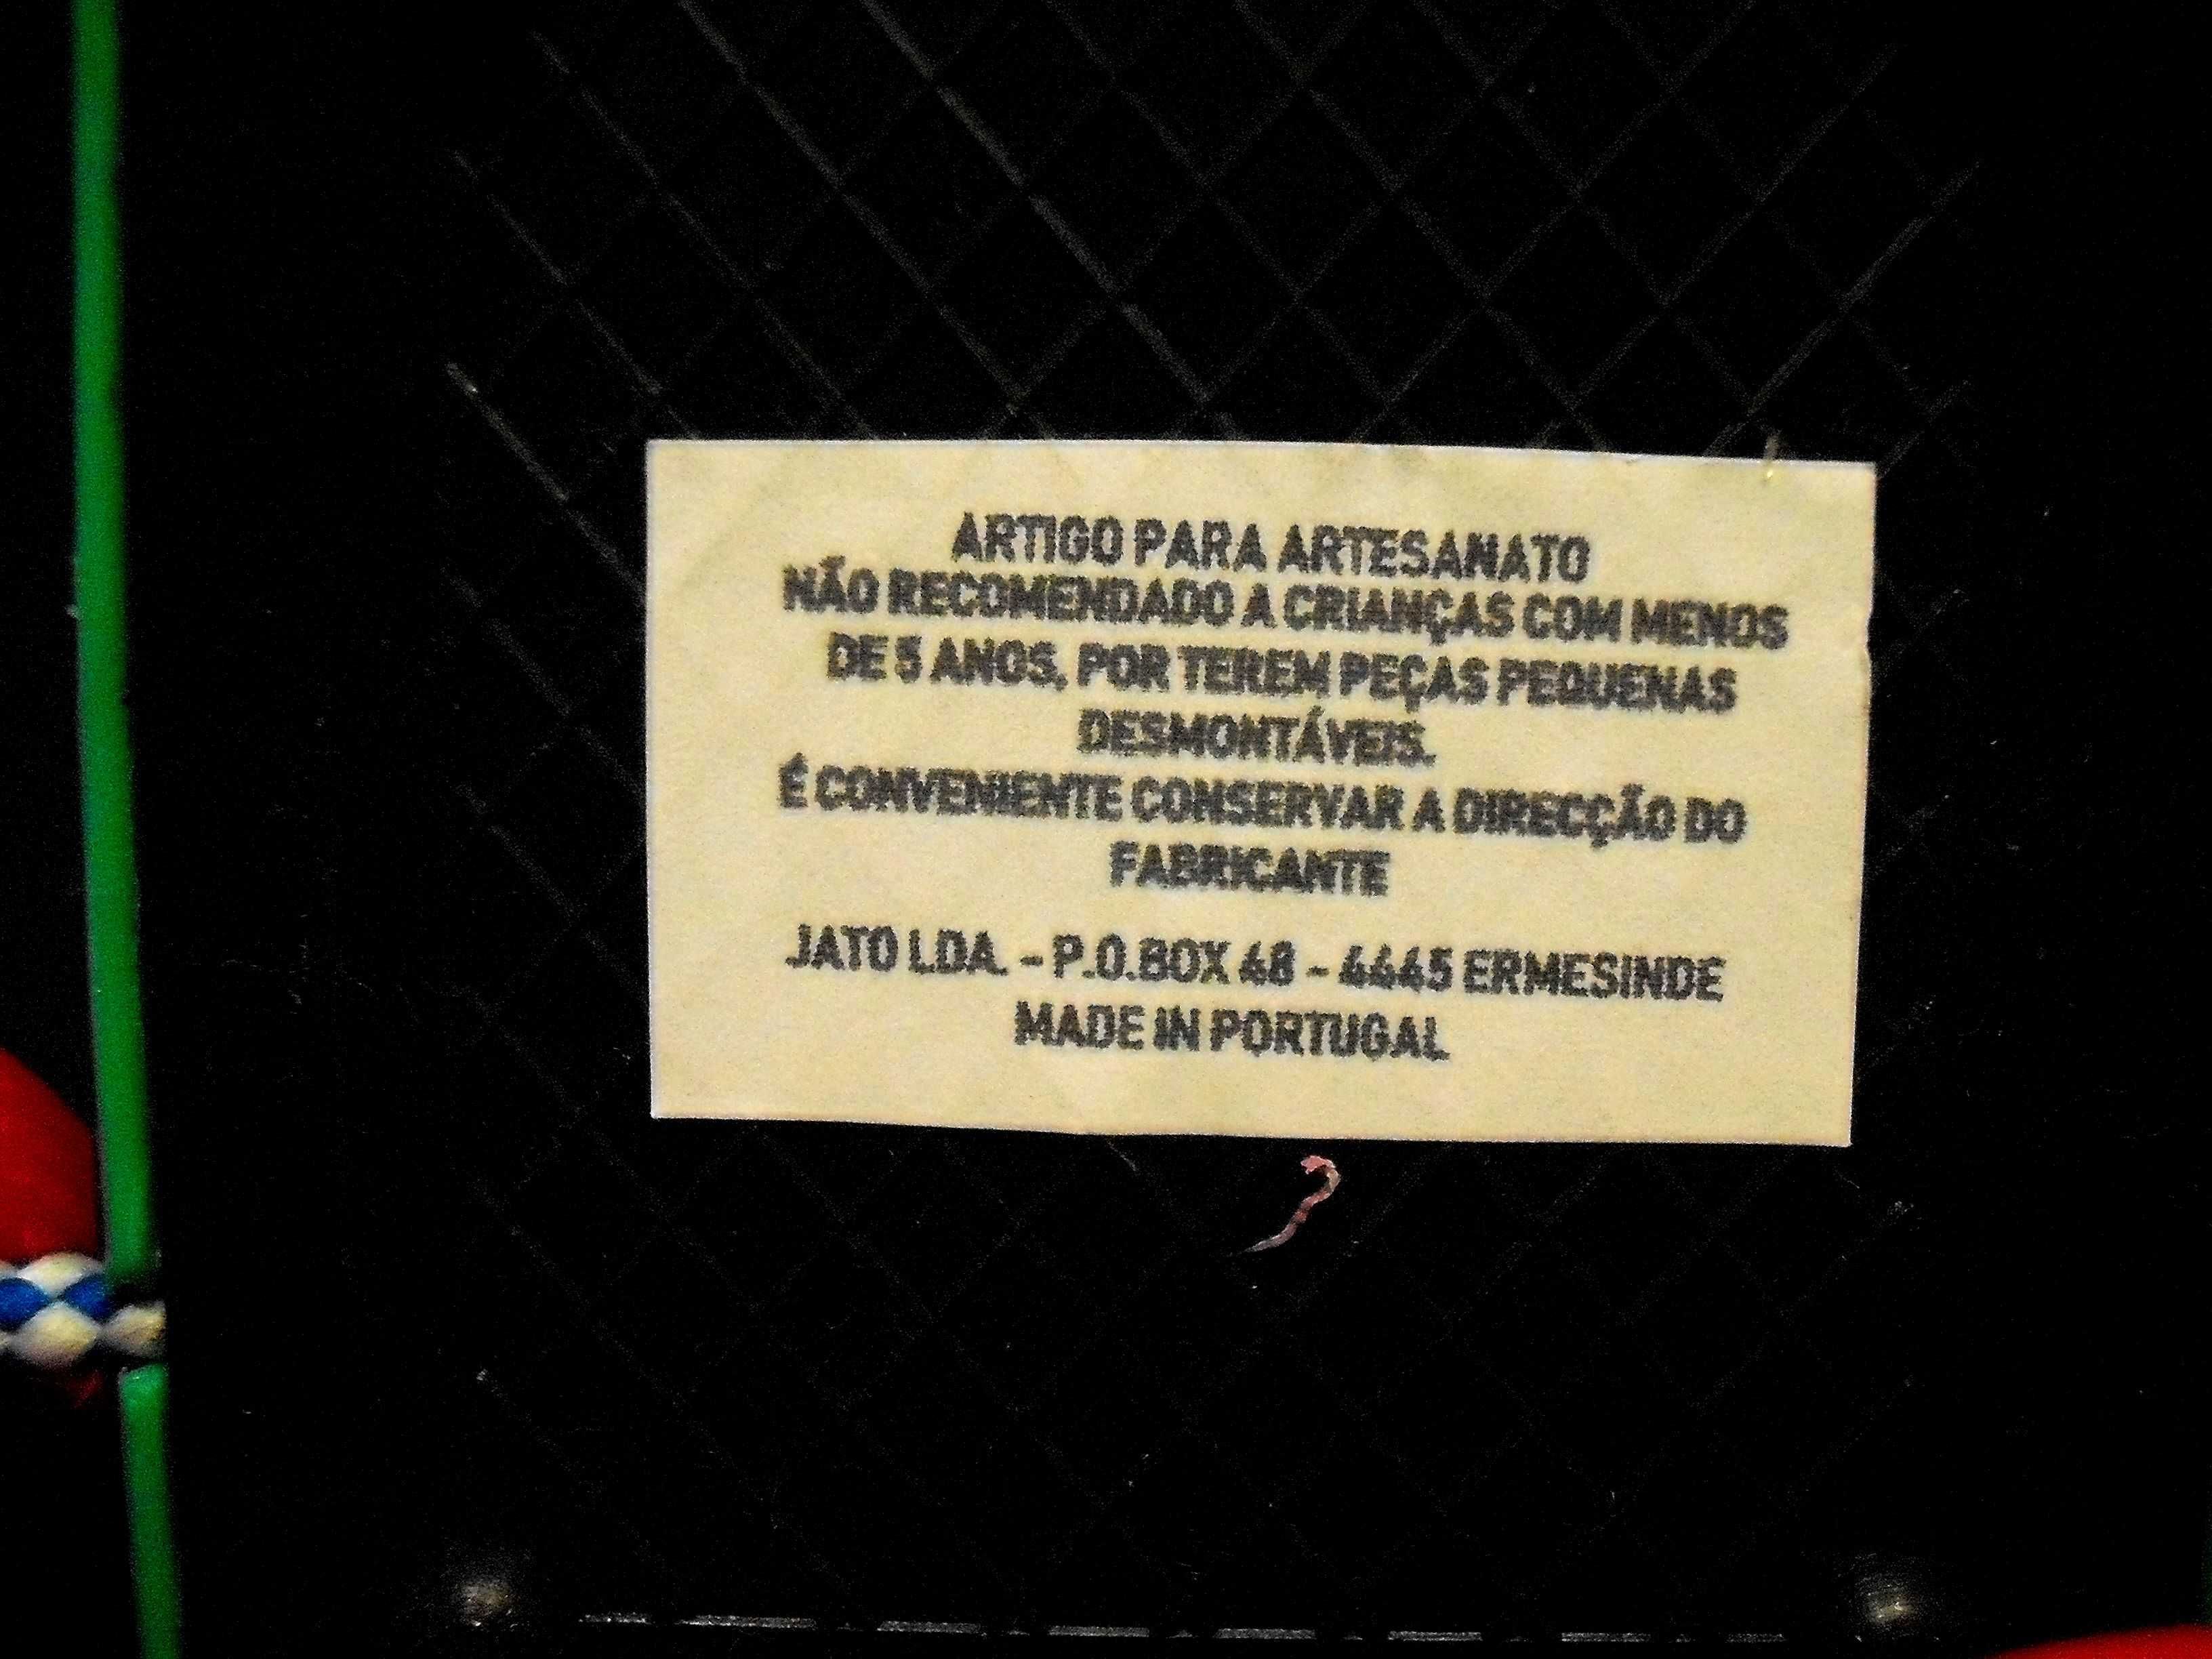 ARTIGO PARA ARTESANATO
NÃO RECOMENDADO A CRIANÇAS COM MENOS
DE 5 ANOS, POR TEREM PEÇAS PEQUENAS
DESMONTÁVEIS.
É CONVENIENTE CONSERVAR A DIRECÇÃO DO
FABRICANTE
JATO LDA. - P.O.BOX 48 - 4445 ERMESINDE
MADE IN PORTUGAL